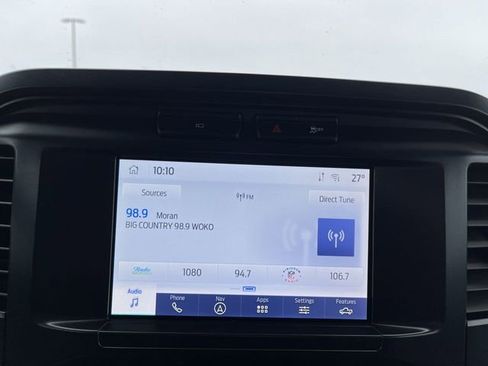 10:10
27°
Sources
FM
Direct Tune
98.9 Moran
BIG COUNTRY 98.9 WOKO
1080
94.7
106.7
Audio
Phone
Nav
Apps
Settings
Features